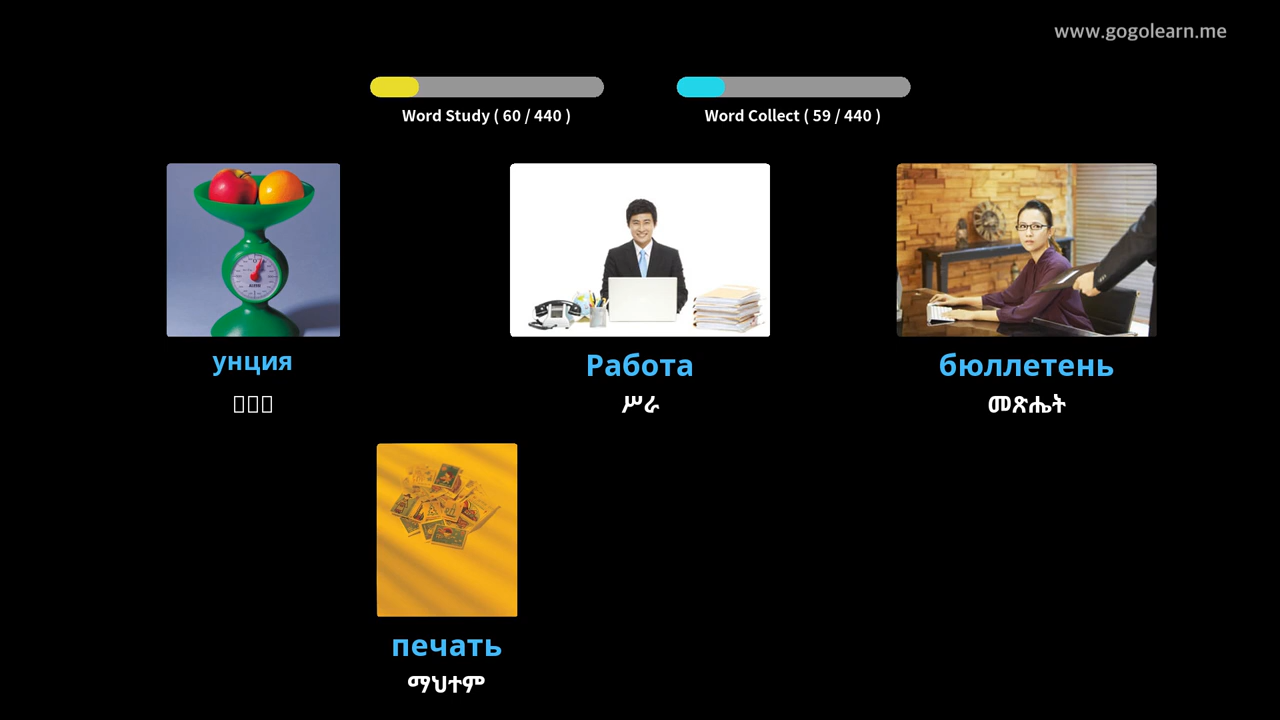 www.gogolearn.me
Word Study ( 60 / 440 )
Word Collect ( 59 / 440 )
унция
Работа
ሥራ
бюллетень
መጽሔት
печать
ማህተም